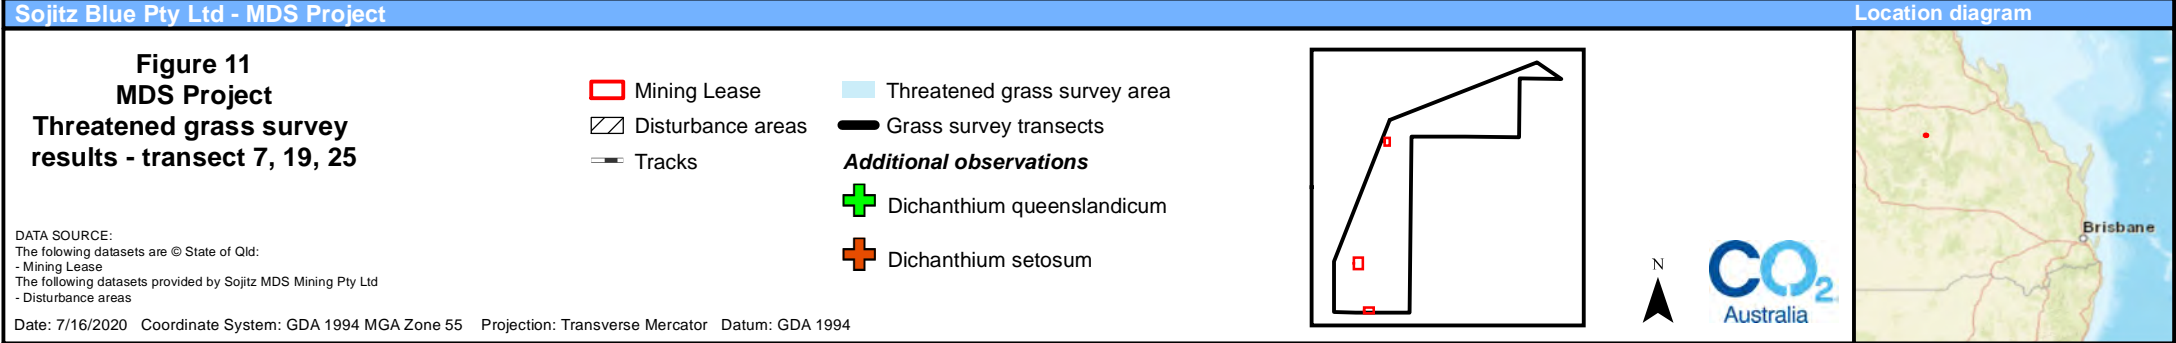 Sojitz Blue Pty Ltd - MDS Project
Location diagram
Figure 11
MDS Project
Threatened grass survey
results - transect 7, 19, 25
Mining Lease
Disturbance areas
Tracks
Threatened grass survey area
Grass survey transects
Additional observations
Dichanthium queenslandicum
Dichanthium setosum
DATA SOURCE:
The folowing datasets are © State of Qld:
- Mining Lease
The following datasets provided by Sojitz MDS Mining Pty Ltd
- Disturbance areas
Date: 7/16/2020 Coordinate System: GDA 1994 MGA Zone 55 Projection: Transverse Mercator Datum: GDA 1994
N
CO2
Australia
Brisbane